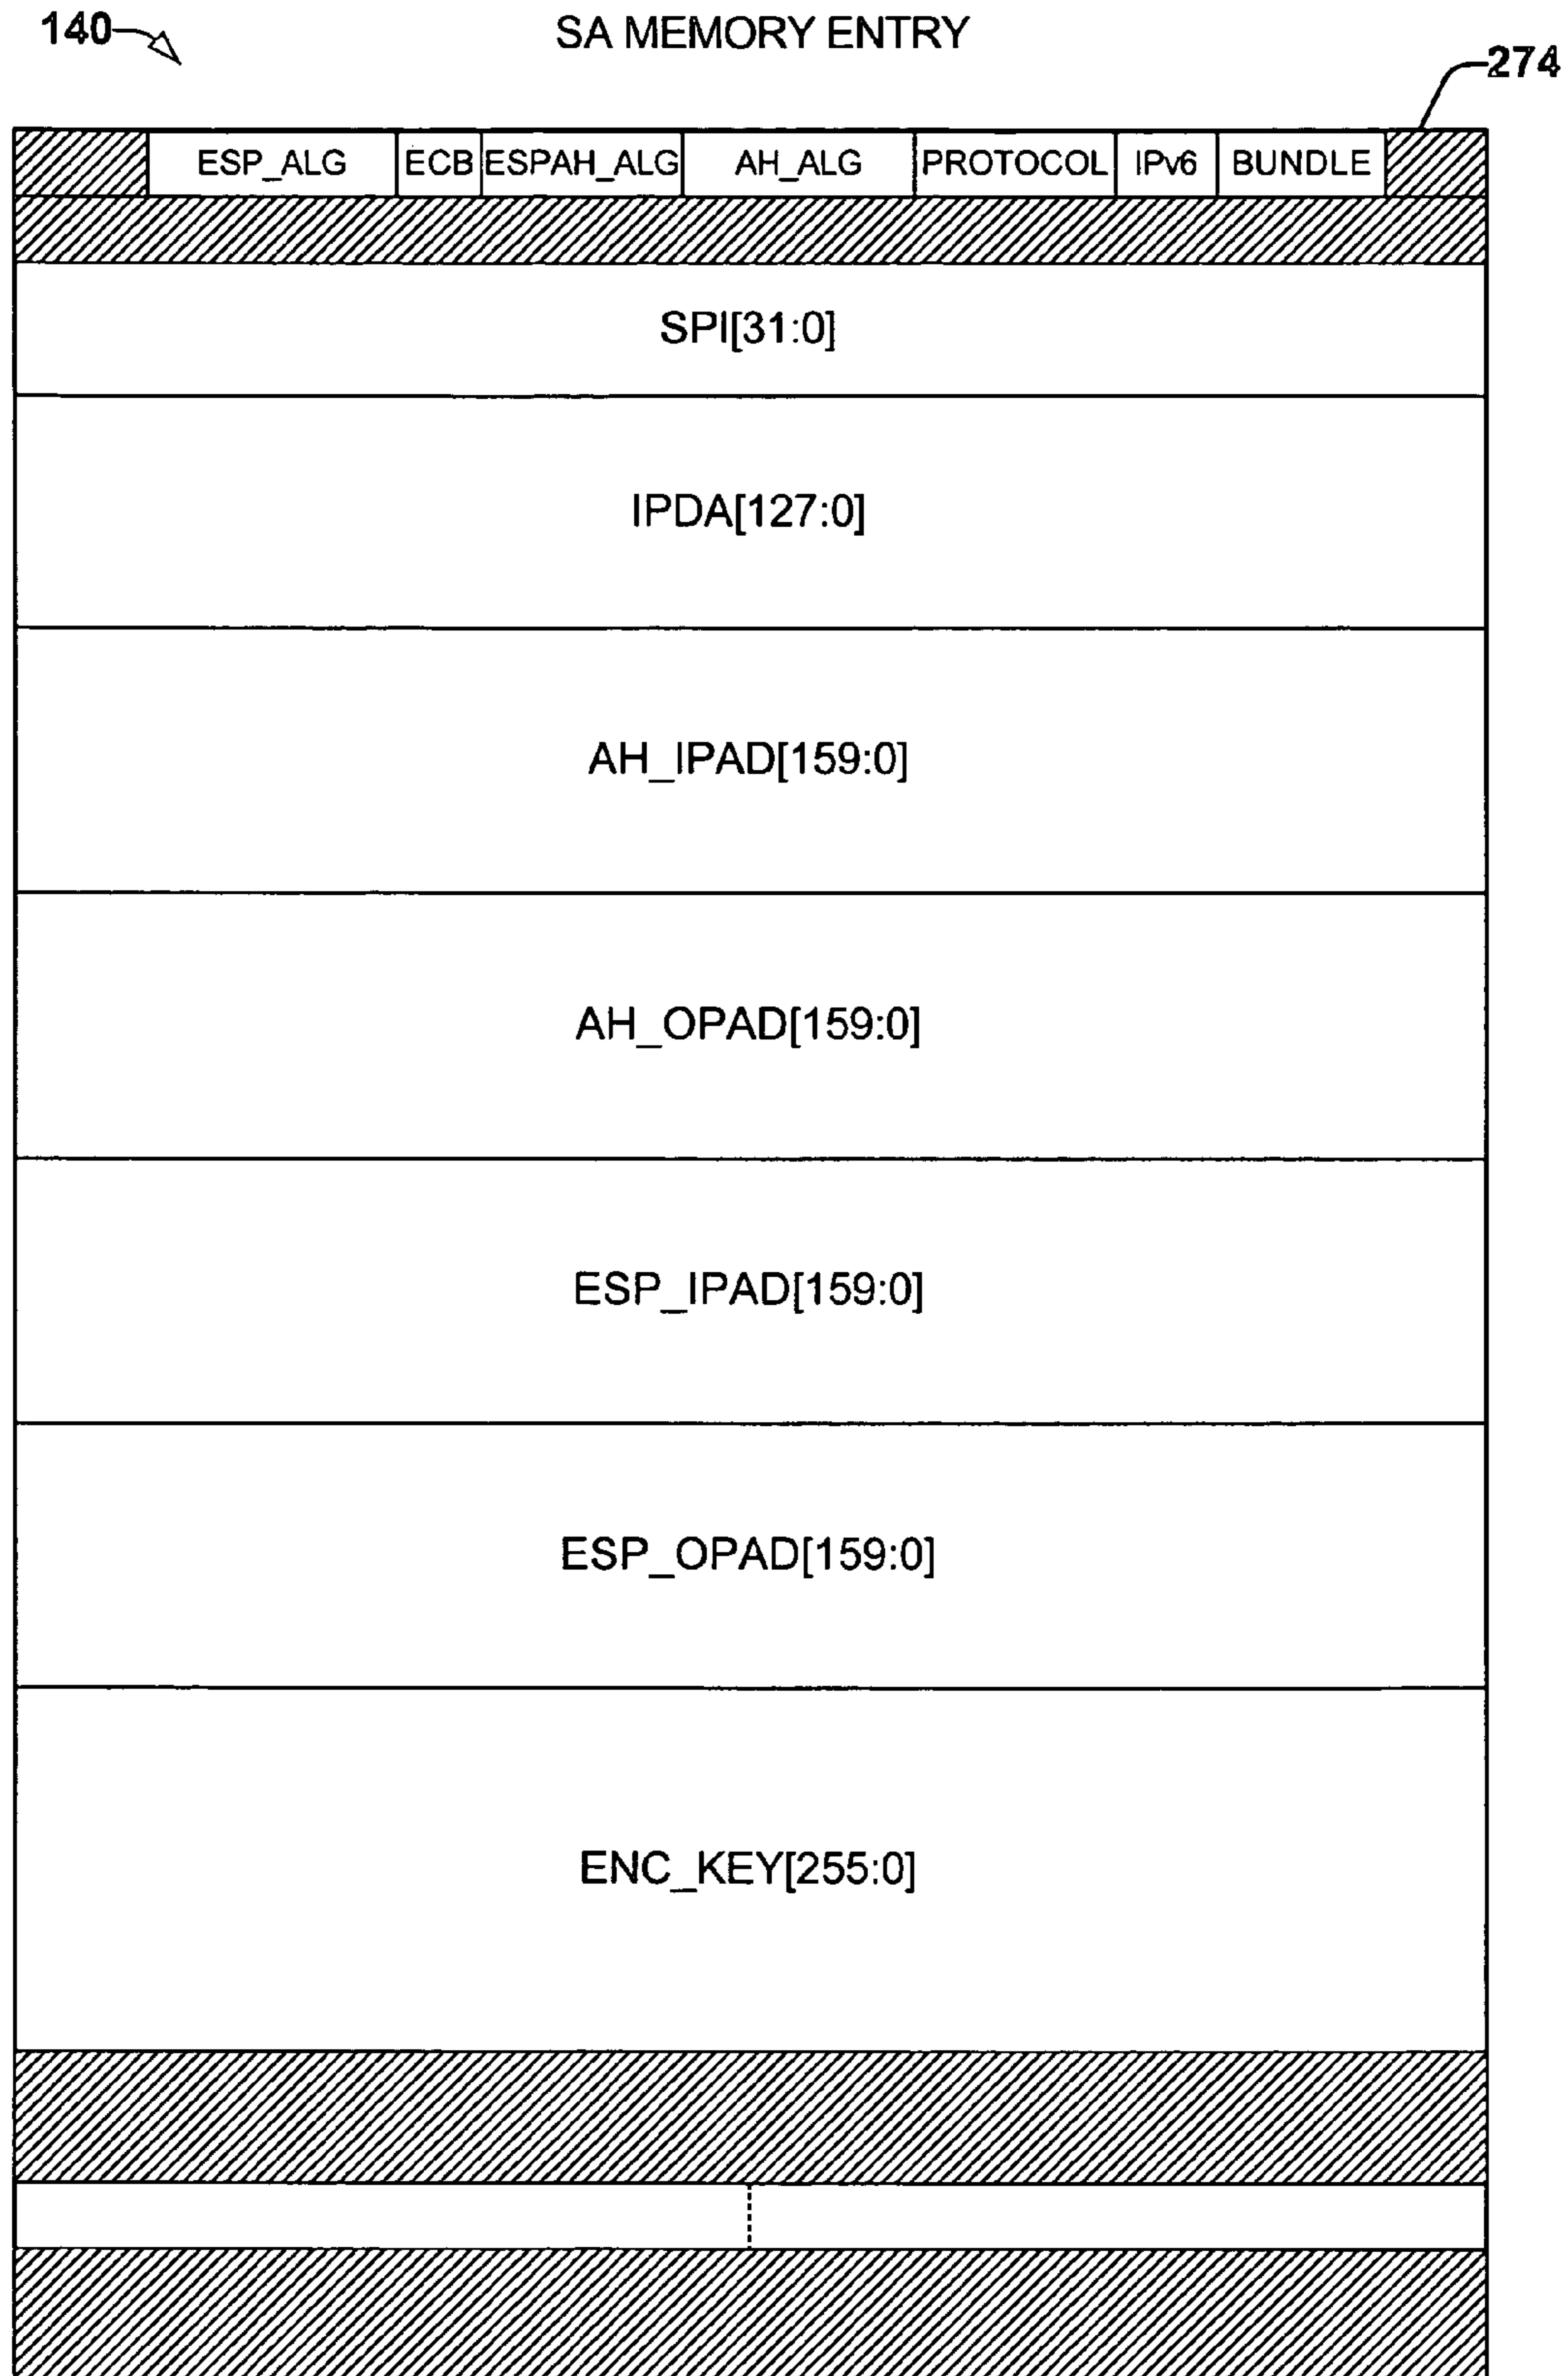 140
SA MEMORY ENTRY
274
ESP_ALG ECB ESPAH_ALG AH_ALG PROTOCOL IPv6 BUNDLE
SPI[31:0]
IPDA[127:0]
AH_IPAD[159:0]
AH_OPAD[159:0]
ESP_IPAD[159:0]
ESP_OPAD[159:0]
ENC_KEY[255:0]